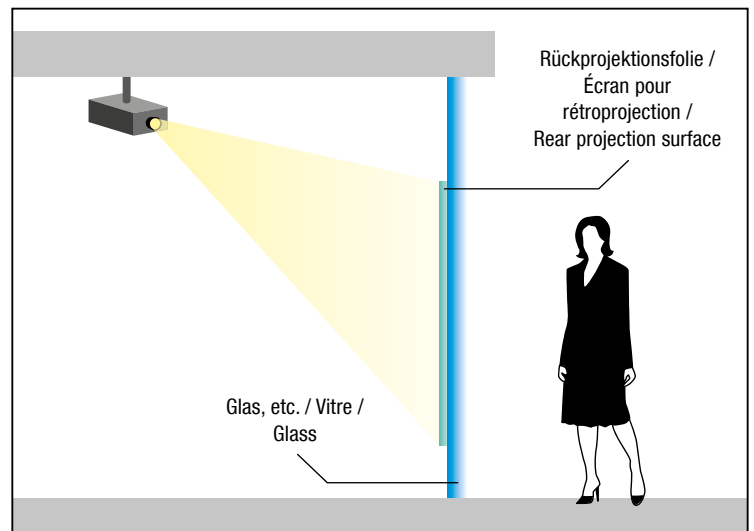 Rückprojektionsfolie /
Écran pour
rétroprojection /
Rear projection surface
Glas, etc. / Vitre /
Glass